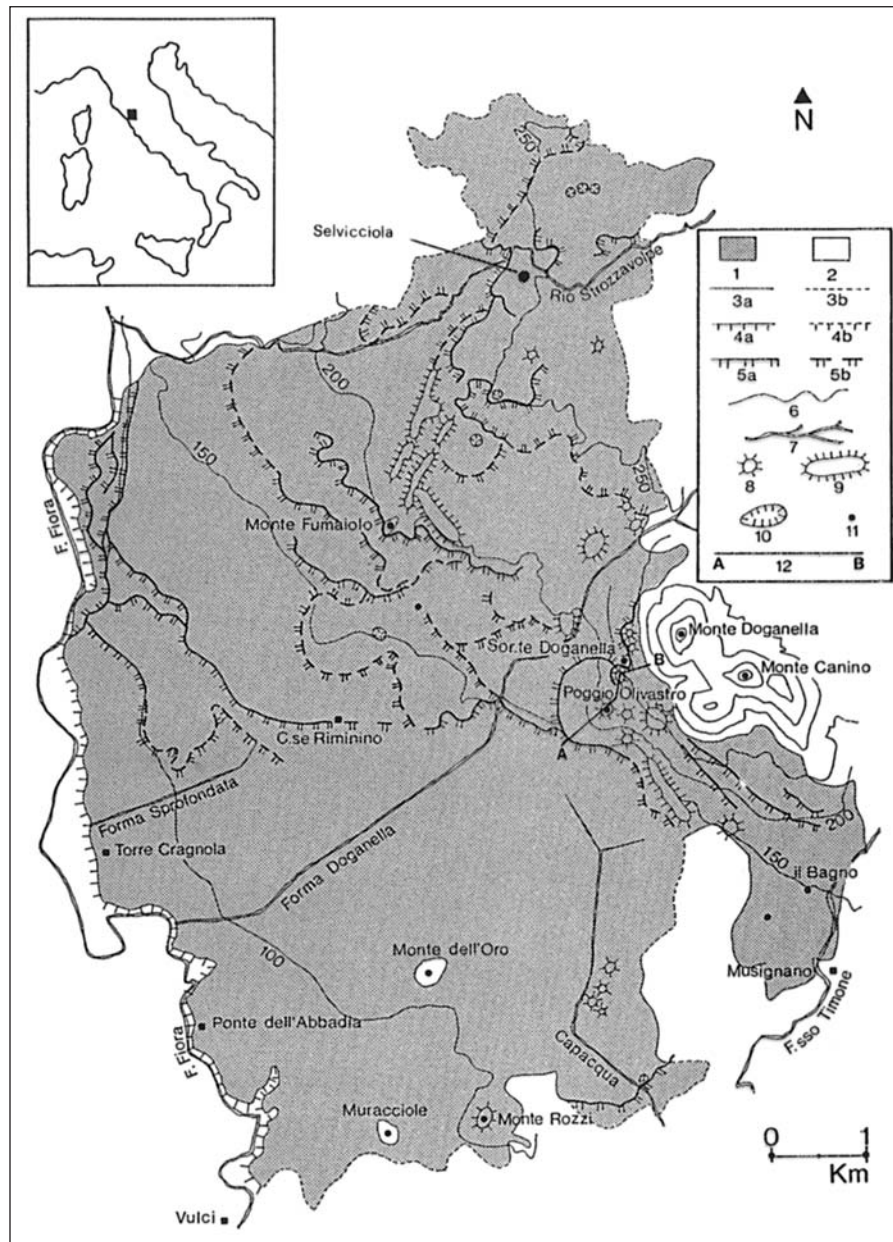 N
250
Selvicciola
Rio Strozzavolpe
1
2
3a
3b
4a
4b
5a
5b
6
7
8
9
10
11
A
12
B
200
150
250
F. Fiora
Monte Fumaiolo
Sor.te Doganella
B
Monte Doganella
Monte Canino
Poggio Olivastro
A
C.se Riminino
Forma Sprofondata
Torre Cragnola
Forma Doganella
200
150
il Bagno
100
Monte dell'Oro
Musignano
F.sso Timone
Ponte dell'Abbadia
F. Fiora
Capacqua
Muracciole
Monte Rozzi
0
1
Km
Vulci